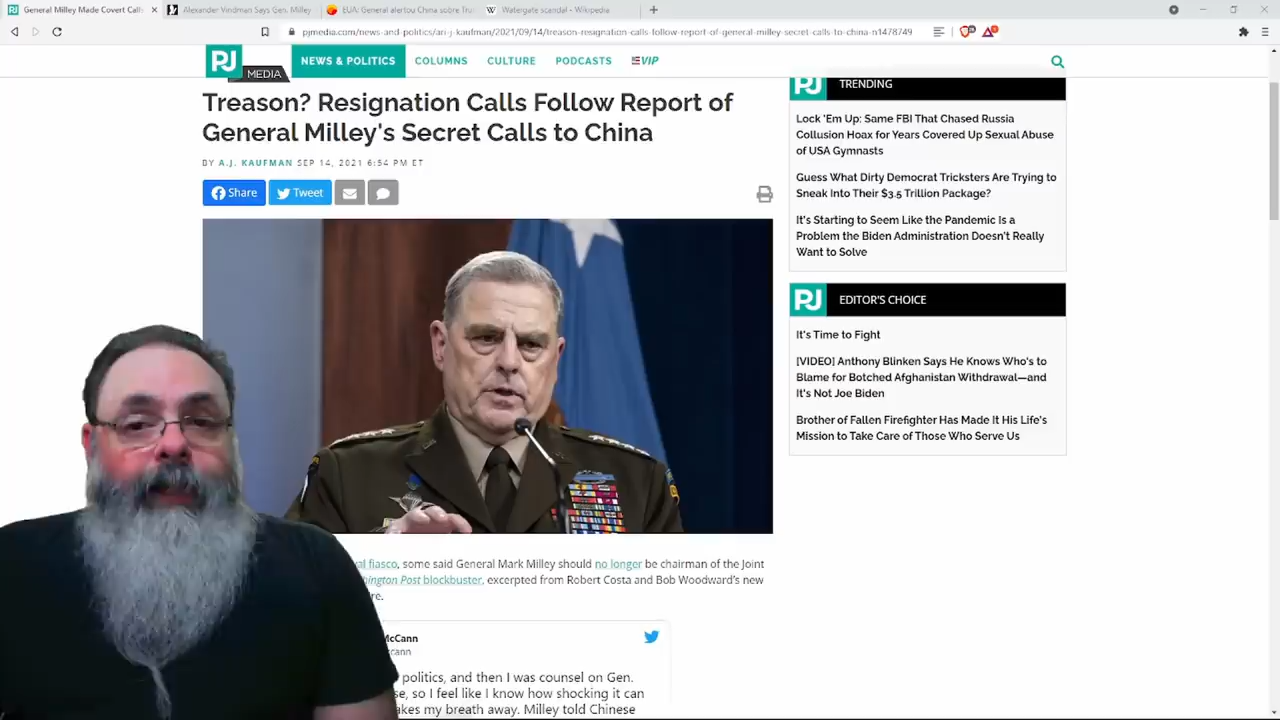 General Milley Made Covert Calls
Alexander Vindman Says Gen. Milley
EUA: General alertou China sobre Tru
Watergate scandal - Wikipedia
pjmedia.com/news-and-politics/ari-j-kaufman/2021/09/14/treason-resignation-calls-follow-report-of-general-milley-secret-calls-to-china-n1478749
PJ MEDIA
NEWS & POLITICS
COLUMNS
CULTURE
PODCASTS
VIP
Treason? Resignation Calls Follow Report of
General Milley's Secret Calls to China
BY A.J. KAUFMAN SEP 14, 2021 6:54 PM ET
Share
Tweet
al fiasco, some said General Mark Milley should no longer be chairman of the Joint
hington Post blockbuster, excerpted from Robert Costa and Bob Woodward's new
re.
McCann
cann
politics, and then I was counsel on Gen.
se, so I feel like I know how shocking it can
akes my breath away. Milley told Chinese
PJ TRENDING
Lock 'Em Up: Same FBI That Chased Russia
Collusion Hoax for Years Covered Up Sexual Abuse
of USA Gymnasts
Guess What Dirty Democrat Tricksters Are Trying to
Sneak Into Their $3.5 Trillion Package?
It's Starting to Seem Like the Pandemic Is a
Problem the Biden Administration Doesn't Really
Want to Solve
PJ EDITOR'S CHOICE
It's Time to Fight
[VIDEO] Anthony Blinken Says He Knows Who's to
Blame for Botched Afghanistan Withdrawal—and
It's Not Joe Biden
Brother of Fallen Firefighter Has Made It His Life's
Mission to Take Care of Those Who Serve Us